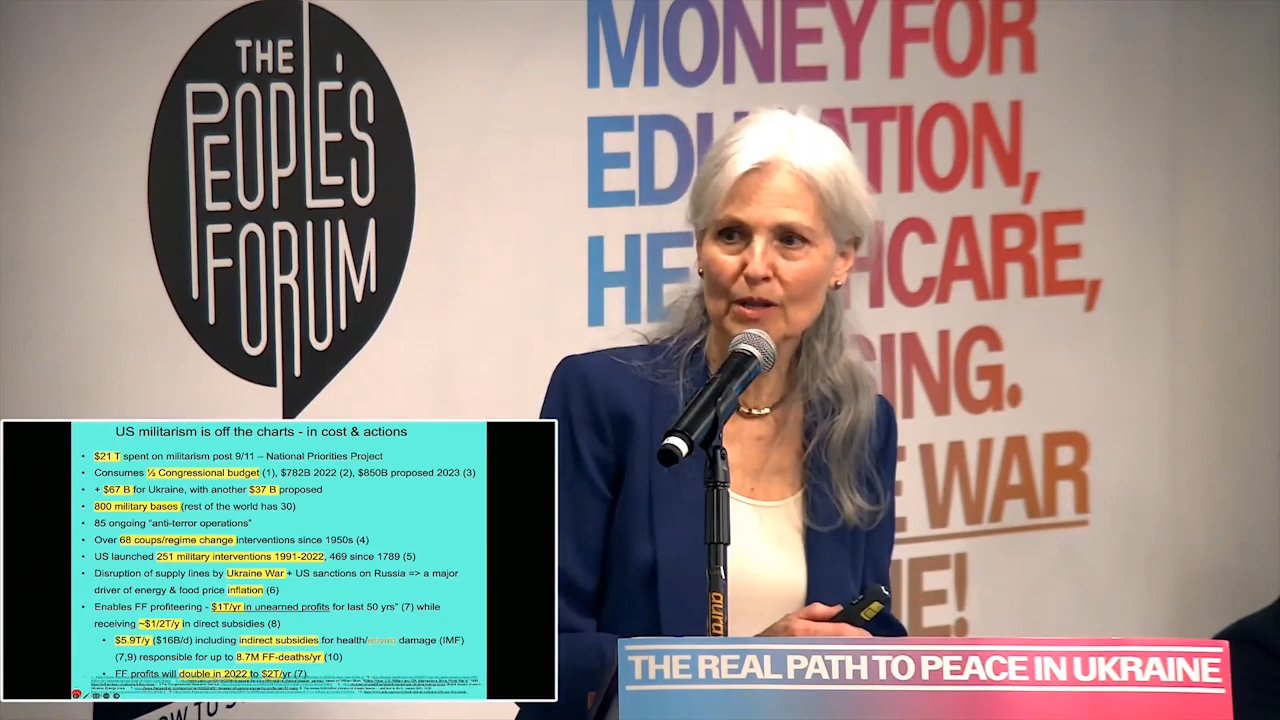 THE
PEOPLE'S
FORUM
MONEY FOR
EDUCATION,
HEALTHCARE,
ING.
WAR
E!
US militarism is off the charts - in cost & actions
• $21 T spent on militarism post 9/11 – National Priorities Project
• Consumes ½ Congressional budget (1), $782B 2022 (2), $850B proposed 2023 (3)
• + $67 B for Ukraine, with another $37 B proposed
• 800 military bases (rest of the world has 30)
• 85 ongoing “anti-terror operations”
• Over 68 coups/regime change interventions since 1950s (4)
• US launched 251 military interventions 1991-2022, 469 since 1789 (5)
• Disruption of supply lines by Ukraine War + US sanctions on Russia => a major
driver of energy & food price inflation (6)
• Enables FF profiteering - $1T/yr in unearned profits for last 50 yrs” (7) while
receiving ~$1/2T/yr in direct subsidies (8)
• $5.9T/y ($16B/d) including indirect subsidies for health/enviro damage (IMF)
(7,9) responsible for up to 8.7M FF-deaths/yr (10)
• FF profits will double in 2022 to $2T/yr (7)
THE REAL PATH TO PEACE IN UKRAINE